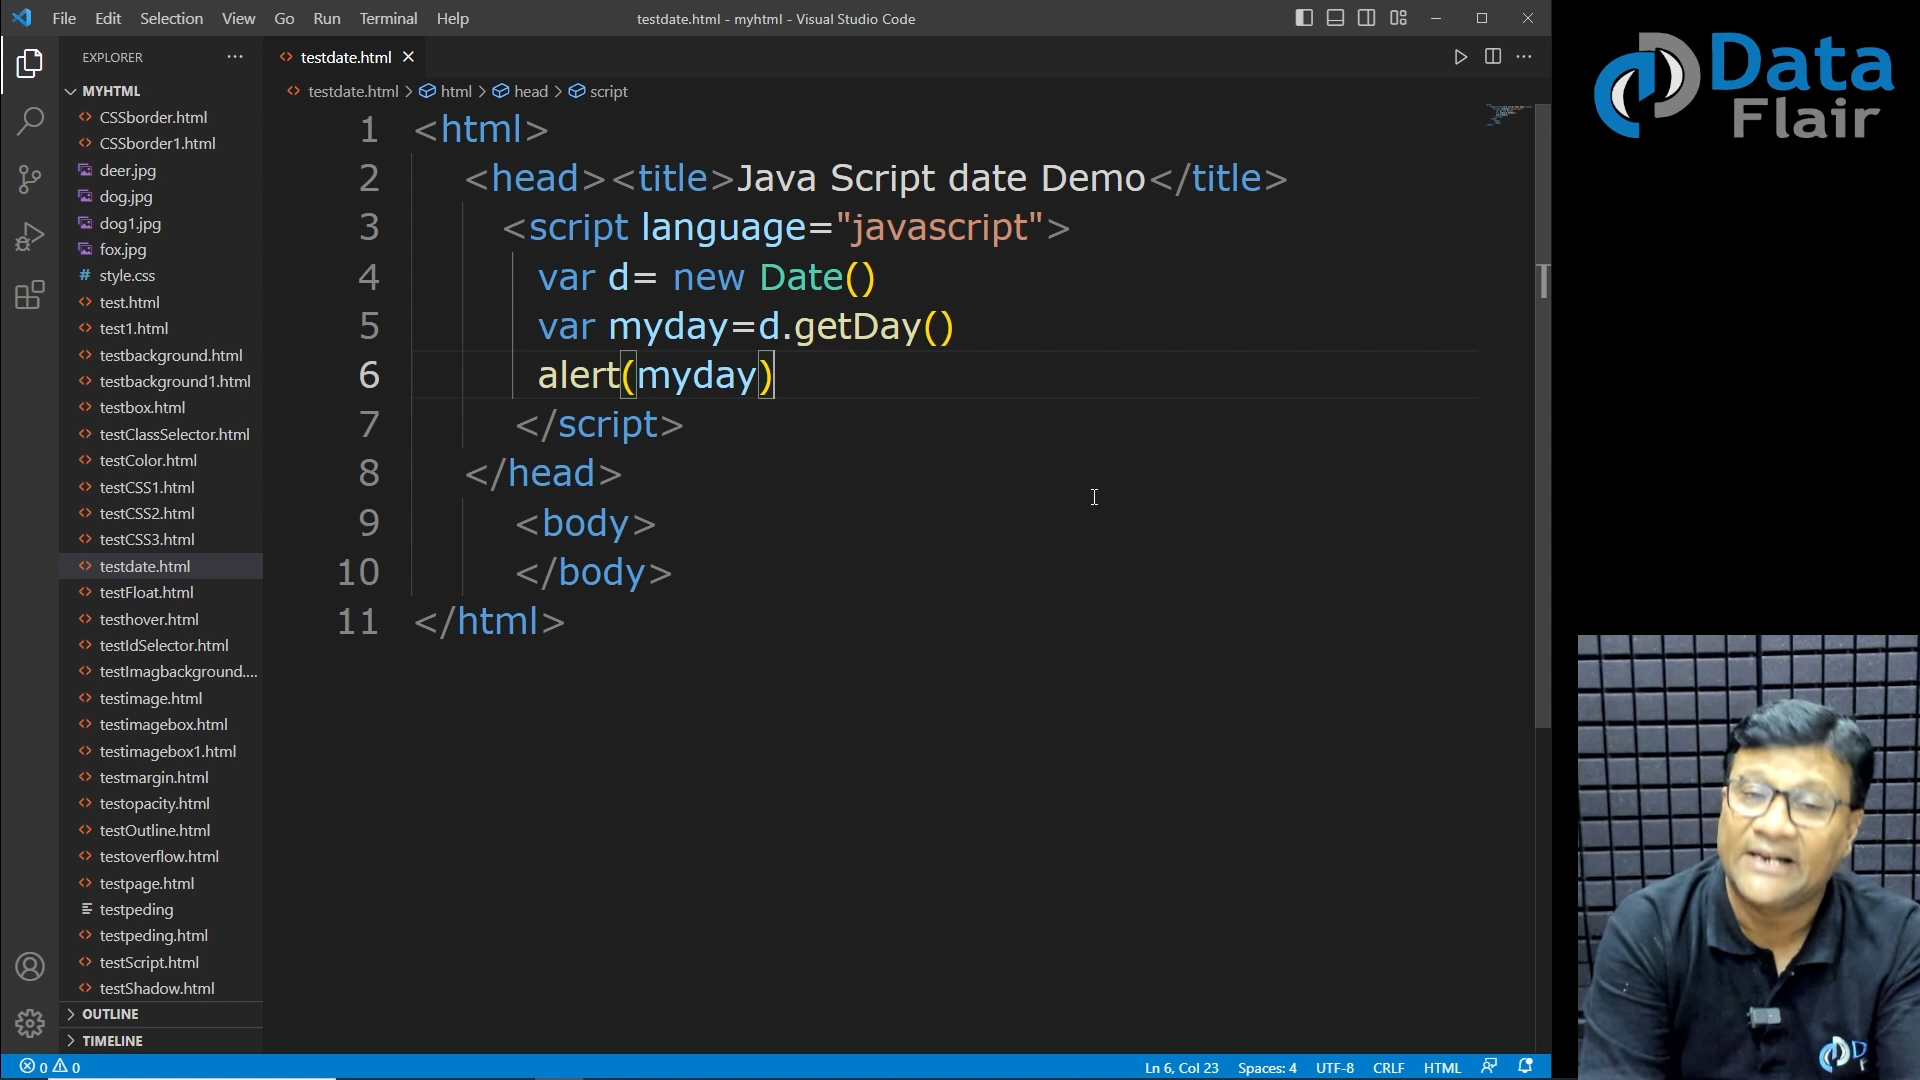 File Edit Selection View Go Run Terminal Help
testdate.html - myhtml - Visual Studio Code
EXPLORER
MYHTML
CSSborder.html
CSSborder1.html
deer.jpg
dog.jpg
dog1.jpg
fox.jpg
# style.css
test.html
test1.html
testbackground.html
testbackground1.html
testbox.html
testClassSelector.html
testColor.html
testCSS1.html
testCSS2.html
testCSS3.html
testdate.html
testFloat.html
testhover.html
testIdSelector.html
testImagbackground....
testimage.html
testimagebox.html
testimagebox1.html
testmargin.html
testopacity.html
testOutline.html
testoverflow.html
testpage.html
testpeding
testpeding.html
testScript.html
testShadow.html
OUTLINE
TIMELINE
testdate.html
testdate.html > html > head > script
1 <html>
2 <head><title>Java Script date Demo</title>
3 <script language="javascript">
4 var d= new Date()
5 var myday=d.getDay()
6 alert(myday)
7 </script>
8 </head>
9 <body>
10 </body>
11 </html>
0 0
Ln 6, Col 23 Spaces: 4 UTF-8 CRLF HTML
Data
Flair